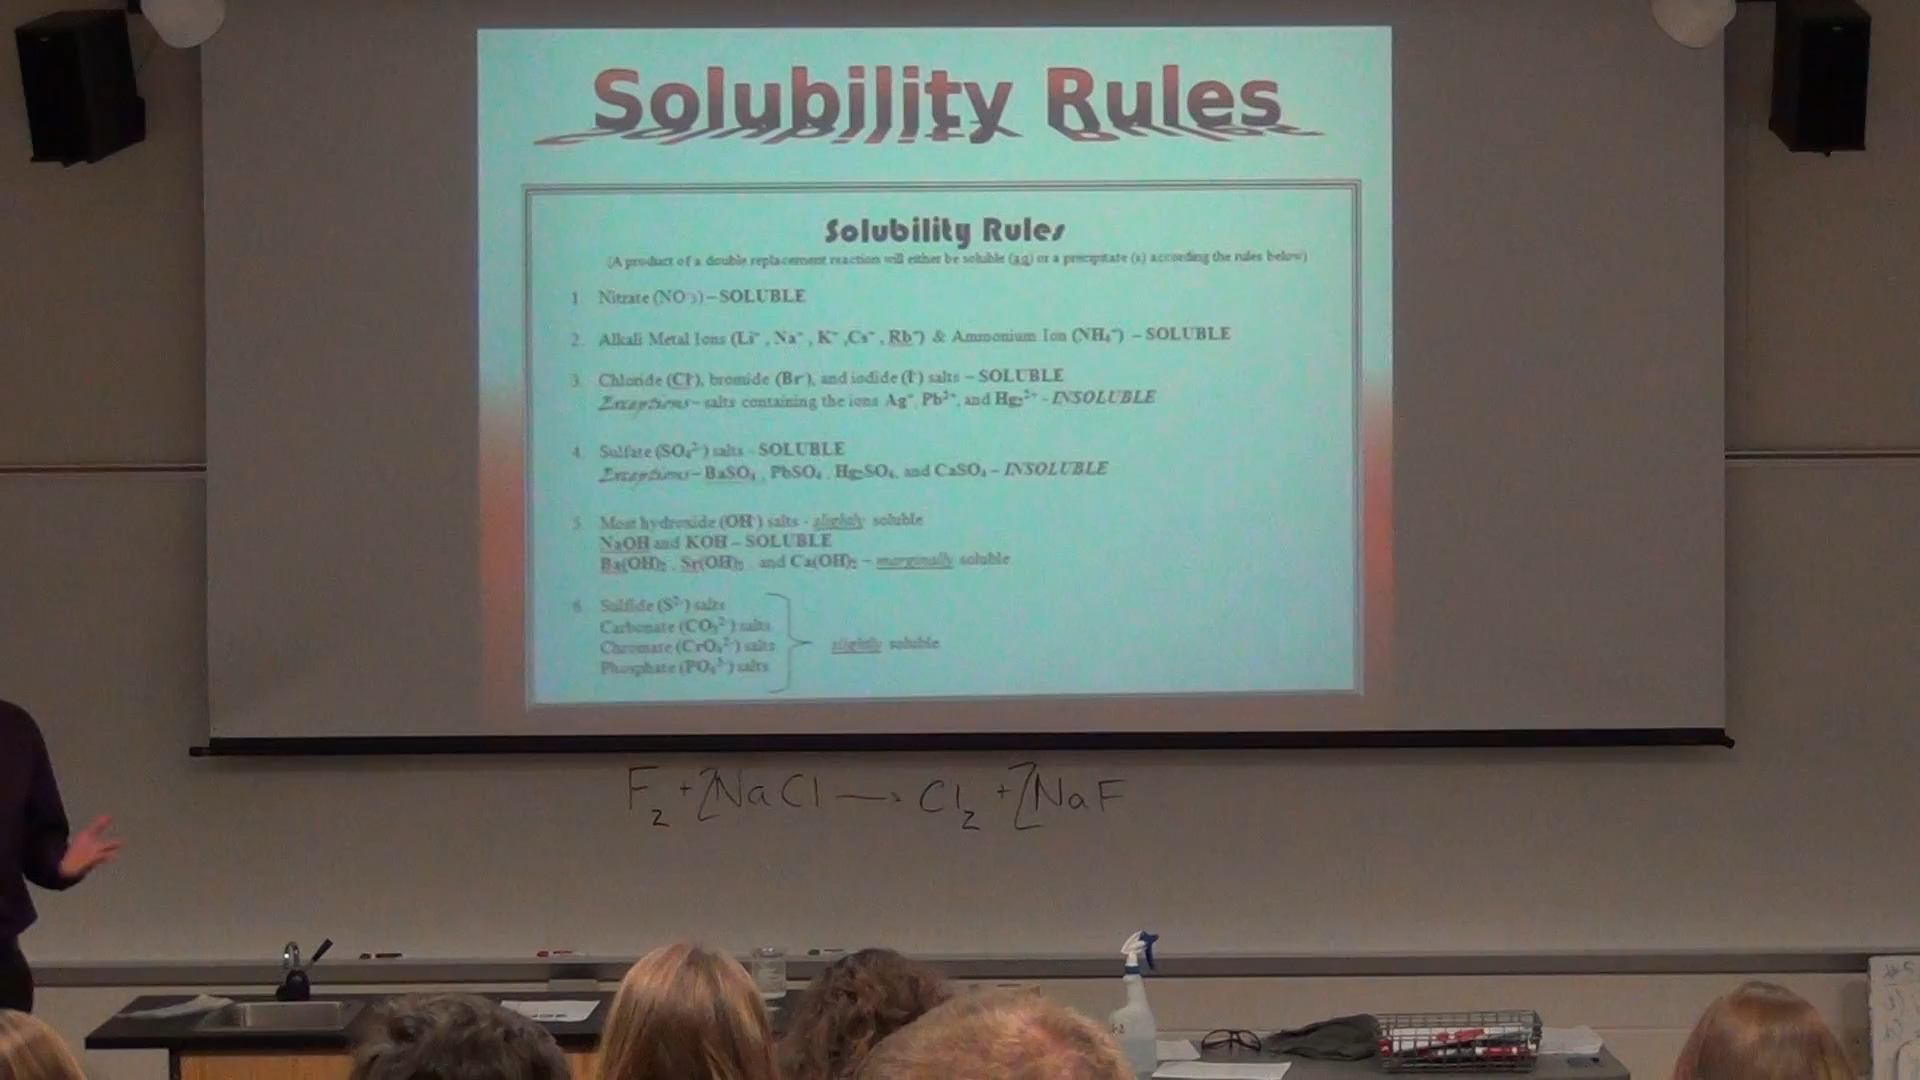 Solubility Rules
Solubility Rules
(A product of a double replacement reaction will either be soluble (aq) or a precipitate (s) according the rules below)
1. Nitrate (NO⁻₃) – SOLUBLE
2. Alkali Metal Ions (Li⁺, Na⁺, K⁺, Cs⁺, Rb⁺) & Ammonium Ion (NH₄⁺) – SOLUBLE
3. Chloride (Cl⁻), bromide (Br⁻), and iodide (I⁻) salts – SOLUBLE
Exceptions – salts containing the ions Ag⁺, Pb²⁺, and Hg₂²⁺ - INSOLUBLE
4. Sulfate (SO₄²⁻) salts - SOLUBLE
Exceptions – BaSO₄, PbSO₄, Hg₂SO₄, and CaSO₄ – INSOLUBLE
5. Most hydroxide (OH⁻) salts - slightly soluble
NaOH and KOH – SOLUBLE
Ba(OH)₂, Sr(OH)₂, and Ca(OH)₂ – marginally soluble
6. Sulfide (S²⁻) salts
Carbonate (CO₃²⁻) salts
Chromate (CrO₄²⁻) salts
Phosphate (PO₄³⁻) salts
slightly soluble
F₂ + 2NaCl → Cl₂ + 2NaF